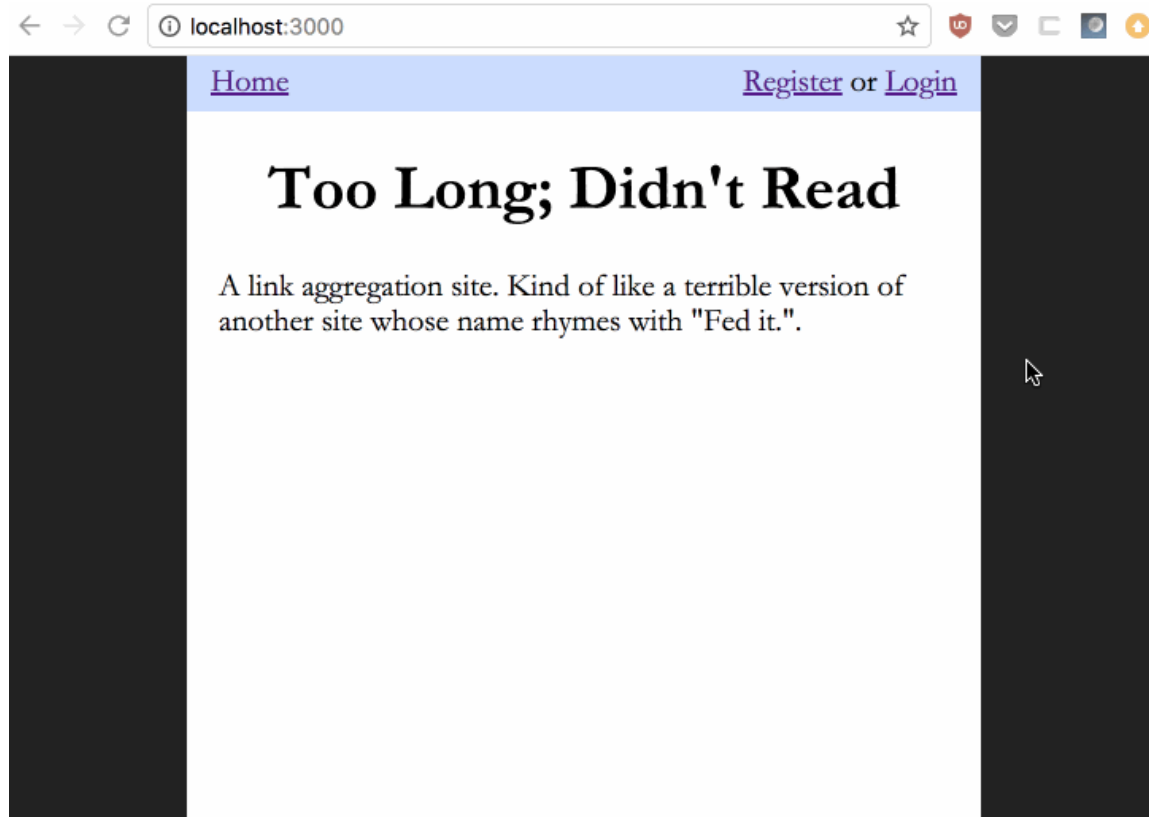 localhost:3000
Home Register or Login
Too Long; Didn't Read
A link aggregation site. Kind of like a terrible version of
another site whose name rhymes with "Fed it.".